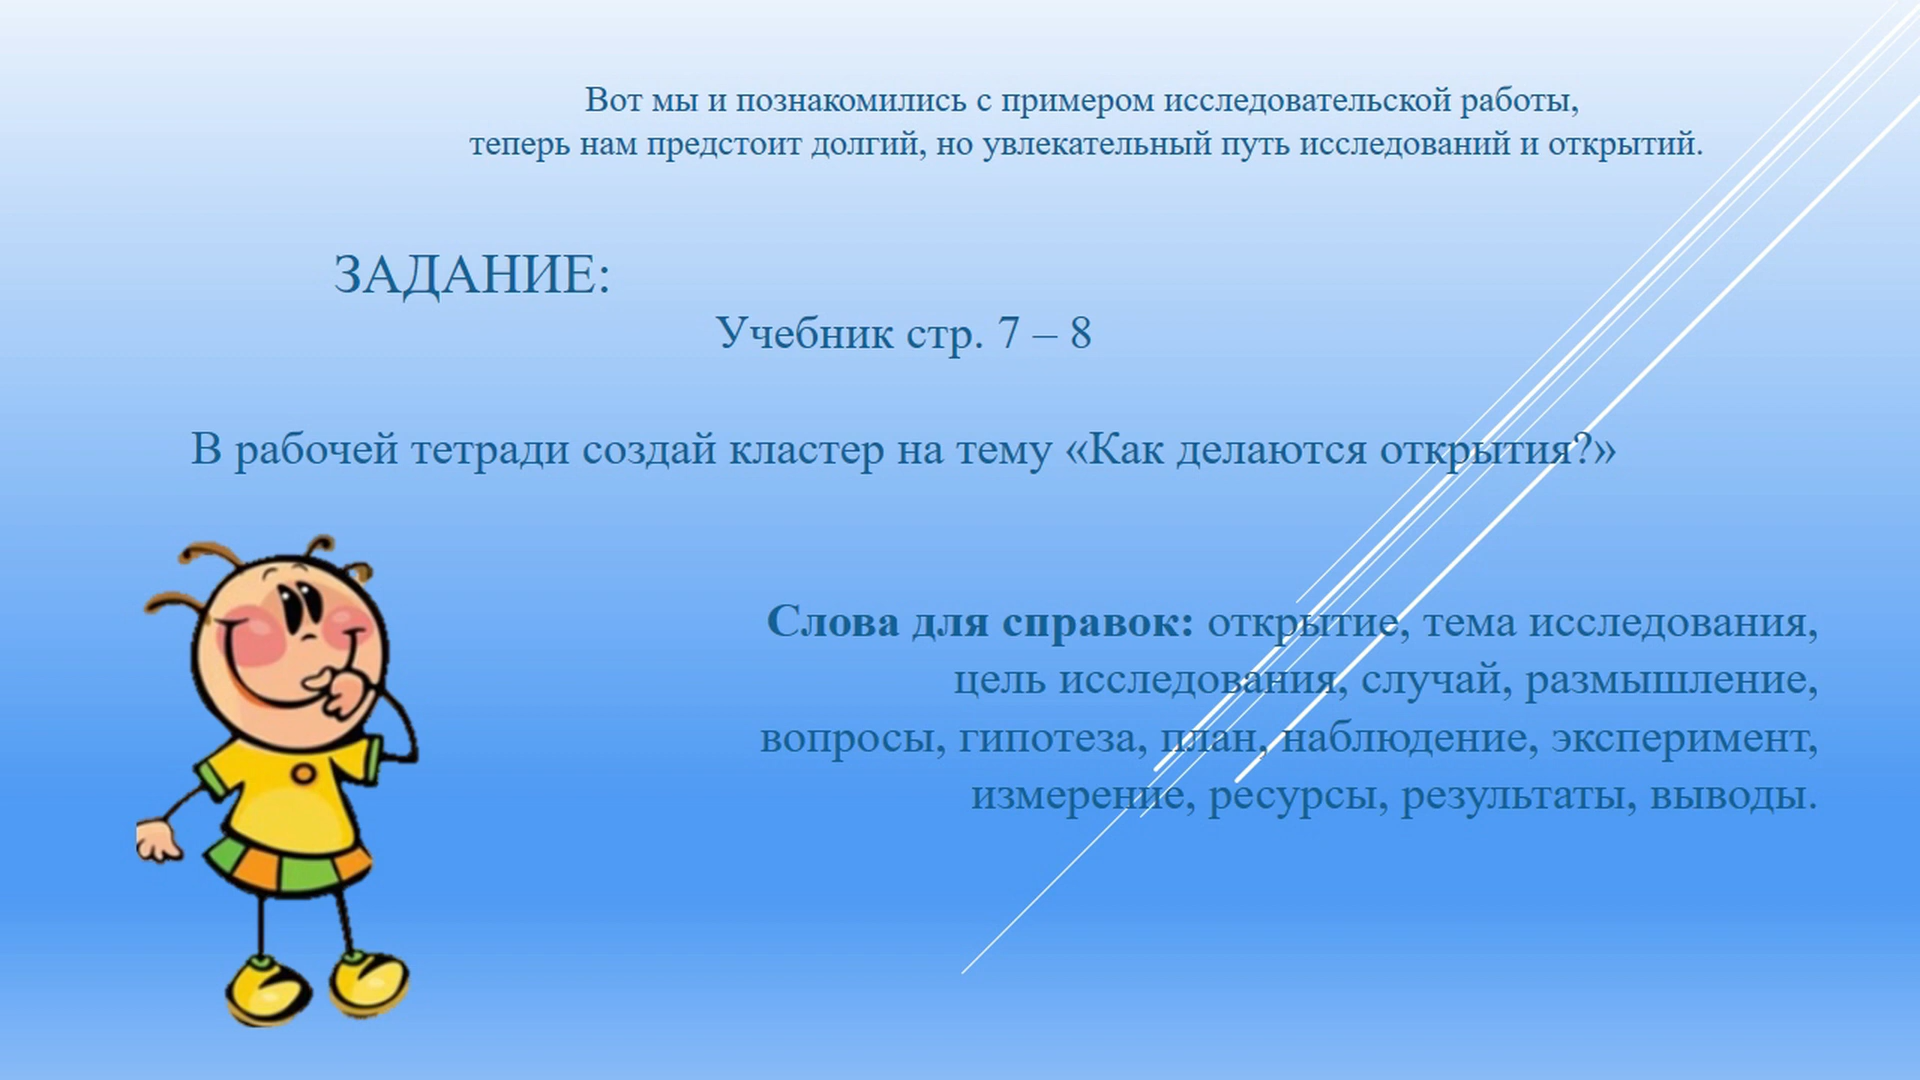 Вот мы и познакомились с примером исследовательской работы,
теперь нам предстоит долгий, но увлекательный путь исследований и открытий.
ЗАДАНИЕ:
Учебник стр. 7 – 8
В рабочей тетради создай кластер на тему «Как делаются открытия?»
Слова для справок: открытие, тема исследования,
цель исследования, случай, размышление,
вопросы, гипотеза, план, наблюдение, эксперимент,
измерение, ресурсы, результаты, выводы.